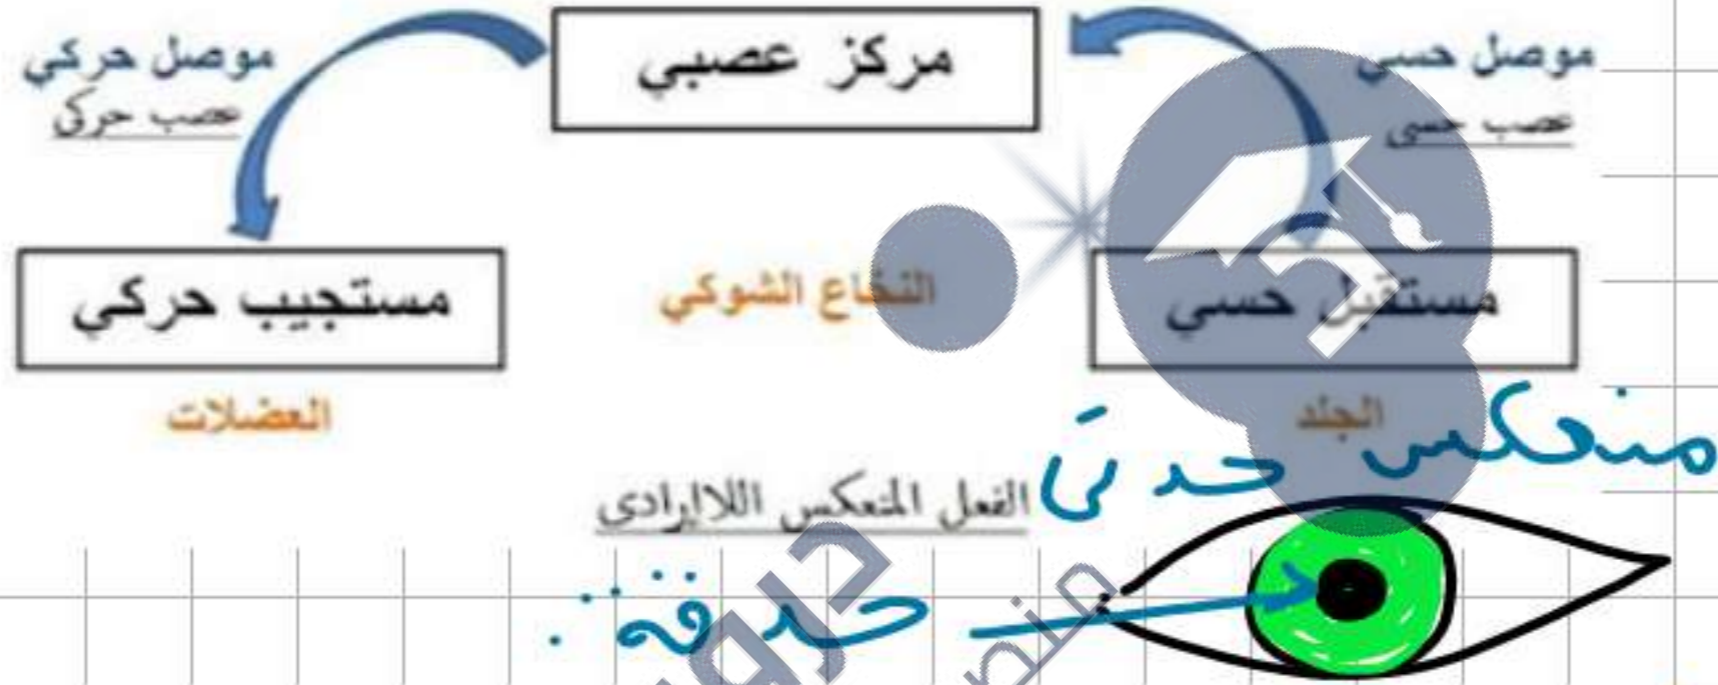 موصل حسي
مركز عصبي
موصل حركي
عصب حسي
عصب حركي
مستقبل حسي
النخاع الشوكي
مستجيب حركي
الجلد
العضلات
منعكس حدقي
الفعل المنعكس اللاإرادي
حدقة :